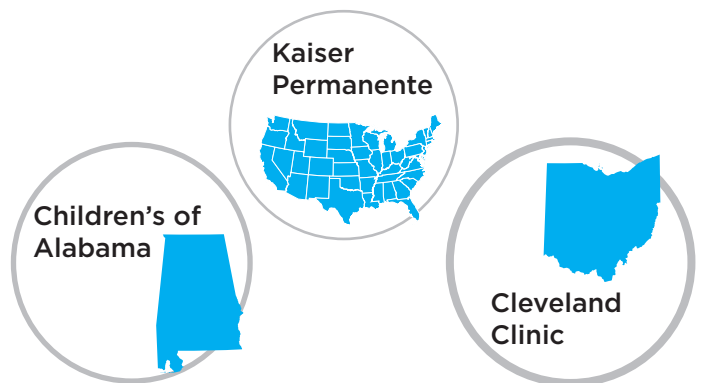 Kaiser
Permanente
Children's of
Alabama
Cleveland
Clinic